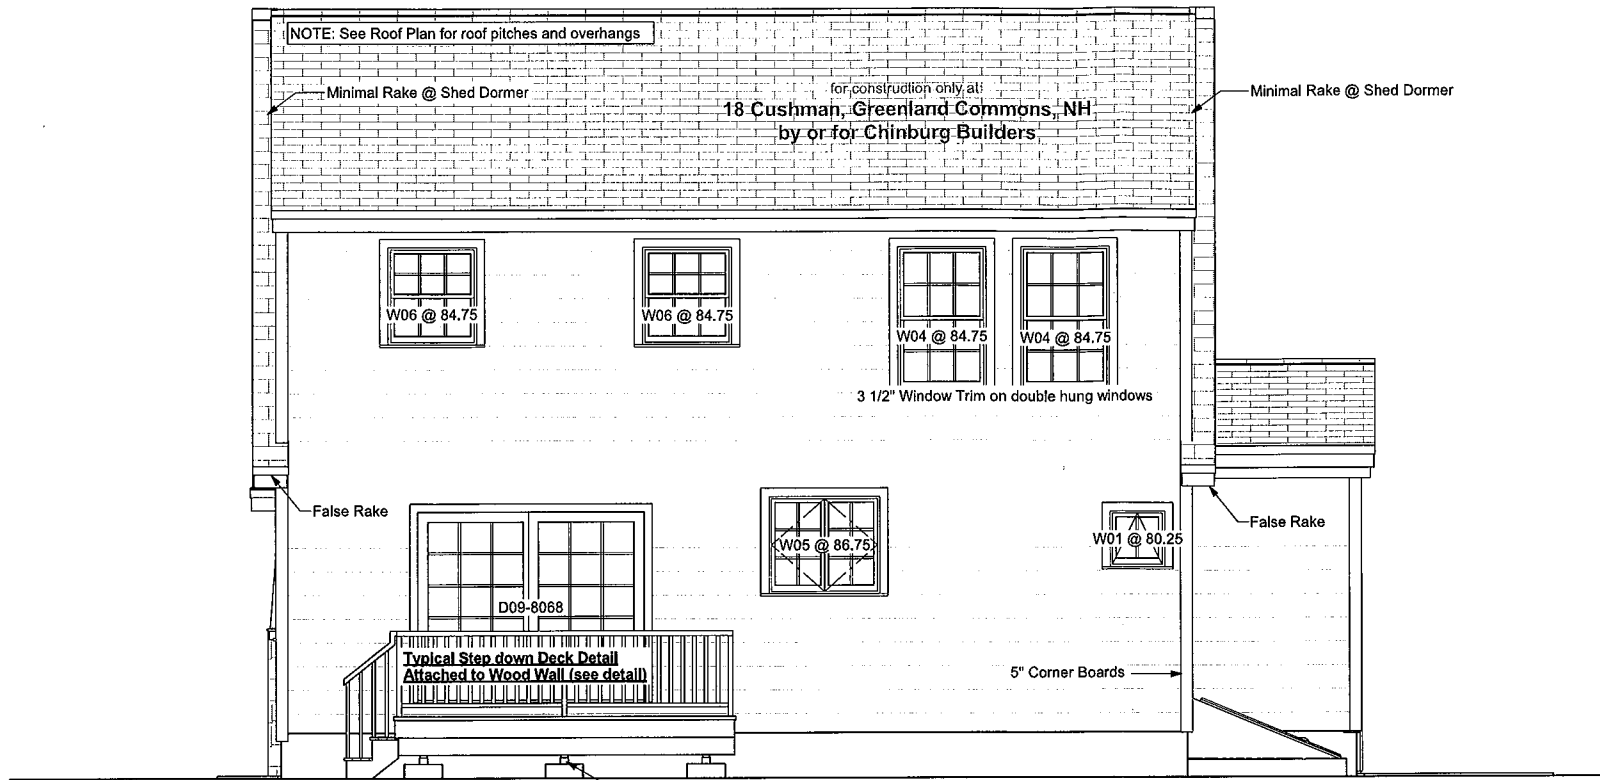 NOTE: See Roof Plan for roof pitches and overhangs
Minimal Rake @ Shed Dormer
for construction only at:
18 Cushman, Greenland Commons, NH
by or for Chinburg Builders
Minimal Rake @ Shed Dormer
W06 @ 84.75
W06 @ 84.75
W04 @ 84.75
W04 @ 84.75
3 1/2" Window Trim on double hung windows
False Rake
False Rake
W05 @ 86.75
W01 @ 80.25
D09-8068
Typical Step down Deck Detail
Attached to Wood Wall (see detail)
5" Corner Boards